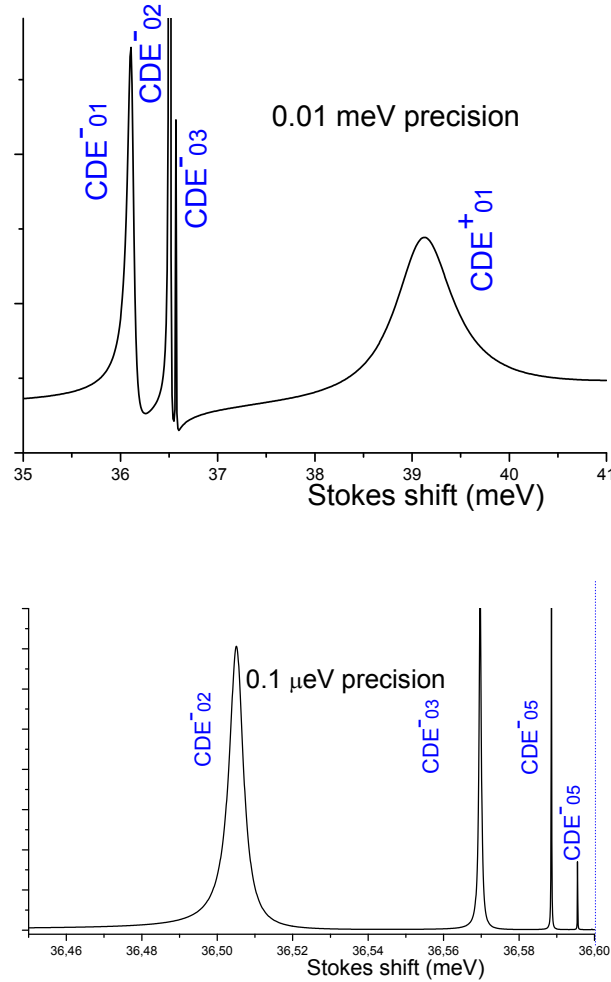 CDE⁻01
CDE⁻02
CDE⁻03
0.01 meV precision
CDE⁺01
35 36 37 38 39 40 41
Stokes shift (meV)
0.1 μeV precision
CDE⁻02
CDE⁻03
CDE⁻05
CDE⁻05
36,46 36,48 36,50 36,52 36,54 36,56 36,58 36,60
Stokes shift (meV)